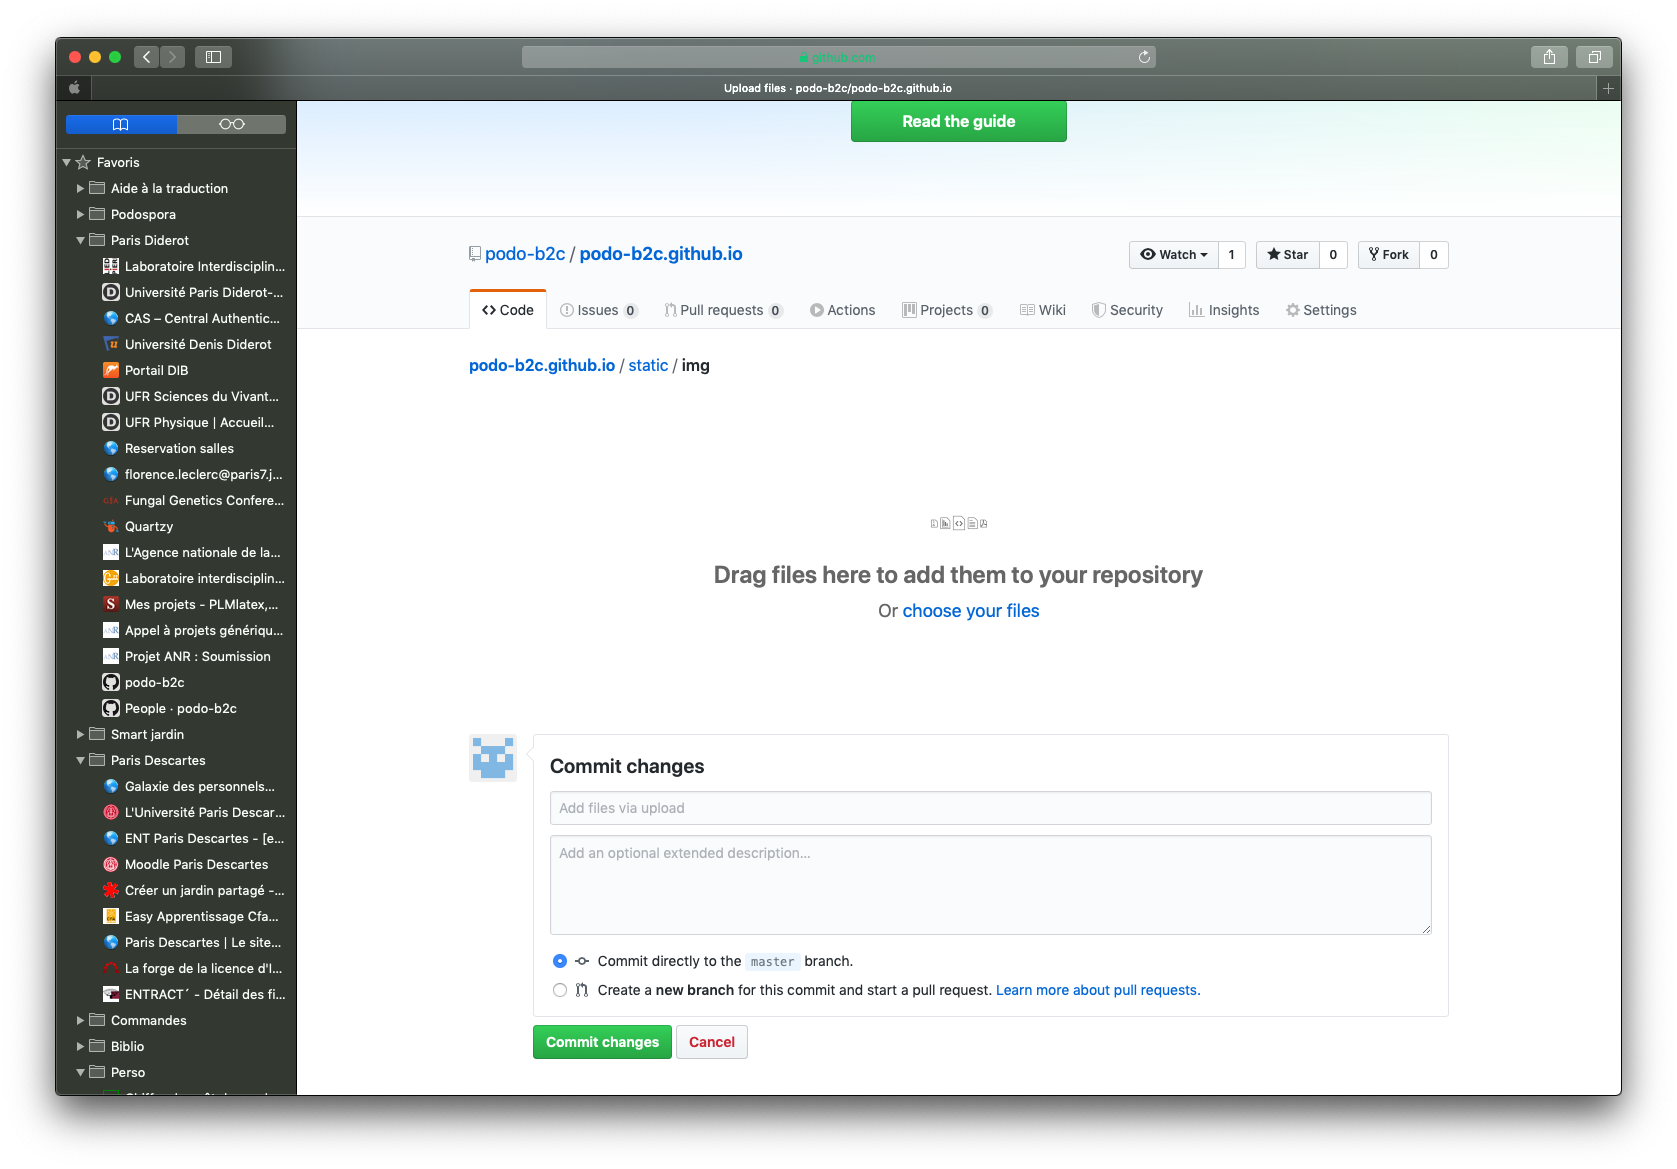 github.com
Upload files · podo-b2c/podo-b2c.github.io
Favoris
Aide à la traduction
Podospora
Paris Diderot
Laboratoire Interdisciplin...
Université Paris Diderot-...
CAS – Central Authentic...
Université Denis Diderot
Portail DIB
UFR Sciences du Vivant...
UFR Physique | Accueil...
Reservation salles
florence.leclerc@paris7.j...
Fungal Genetics Confere...
Quartzy
L'Agence nationale de la...
Laboratoire interdisciplin...
Mes projets - PLMlatex,...
Appel à projets génériqu...
Projet ANR : Soumission
podo-b2c
People · podo-b2c
Smart jardin
Paris Descartes
Galaxie des personnels...
L'Université Paris Descar...
ENT Paris Descartes - [e...
Moodle Paris Descartes
Créer un jardin partagé -...
Easy Apprentissage Cfa...
Paris Descartes | Le site...
La forge de la licence d'I...
ENTRACT´ - Détail des fi...
Commandes
Biblio
Perso
Read the guide
podo-b2c / podo-b2c.github.io
Watch 1 Star 0 Fork 0
Code Issues 0 Pull requests 0 Actions Projects 0 Wiki Security Insights Settings
podo-b2c.github.io / static / img
Drag files here to add them to your repository
Or choose your files
Commit changes
Add files via upload
Add an optional extended description...
Commit directly to the master branch.
Create a new branch for this commit and start a pull request. Learn more about pull requests.
Commit changes Cancel